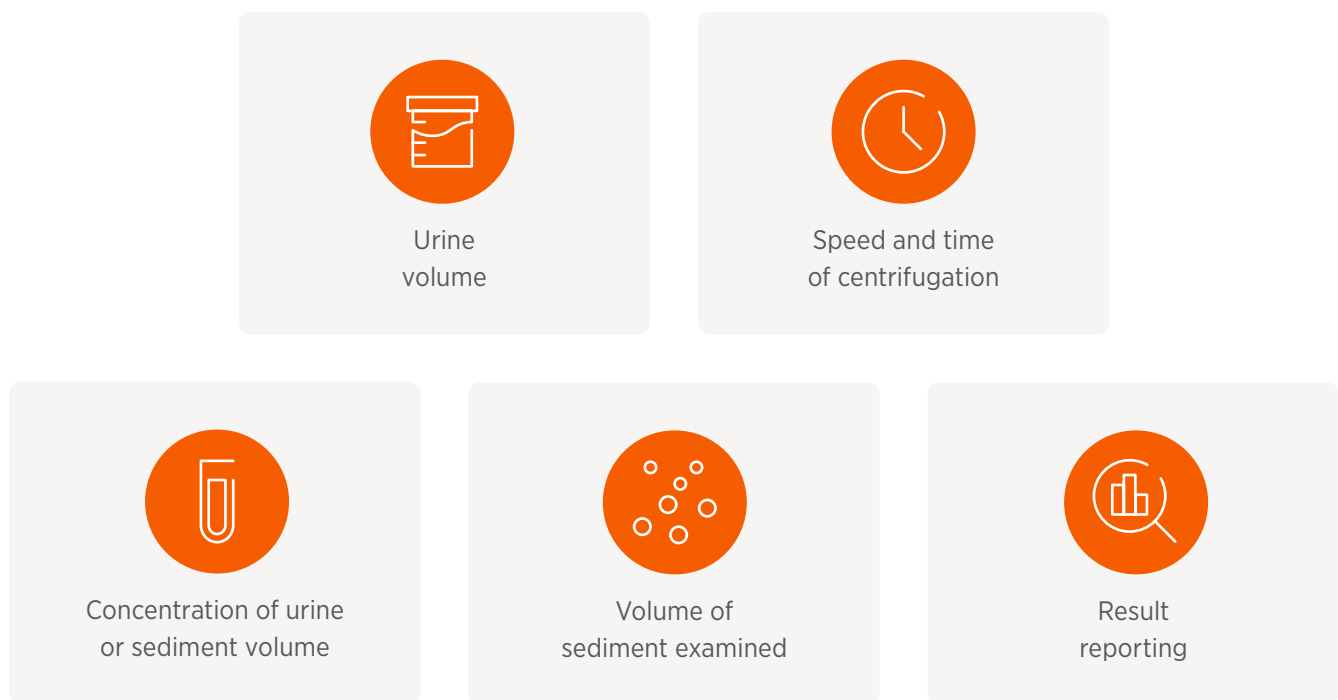 Urine
volume
Speed and time
of centrifugation
Concentration of urine
or sediment volume
Volume of
sediment examined
Result
reporting